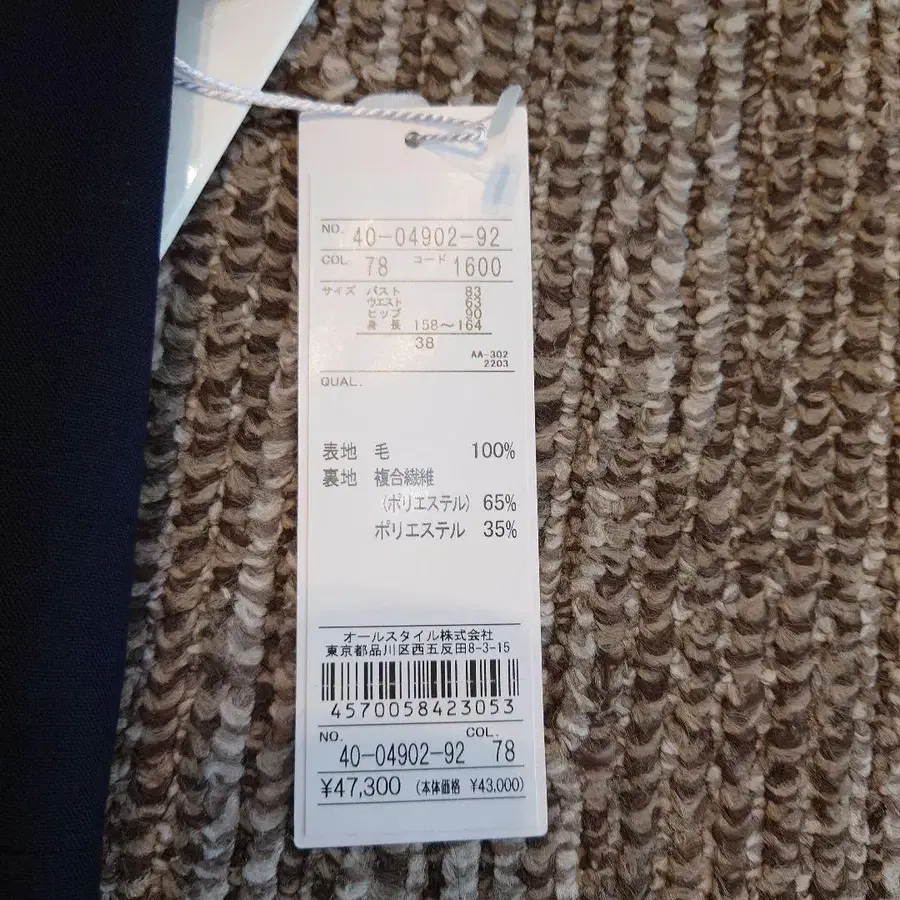 NO. 40-04902-92
COL. 78 コード 1600
サイズ バスト 83
ウエスト 63
ヒップ 90
身長 158～164
38
AA-302
2203
QUAL.
表地 毛 100%
裏地 複合繊維
(ポリエステル) 65%
ポリエステル 35%
オールスタイル株式会社
東京都品川区西五反田8-3-15
4570058423053
NO. COL.
40-04902-92 78
¥47,300 (本体価格 ¥43,000)